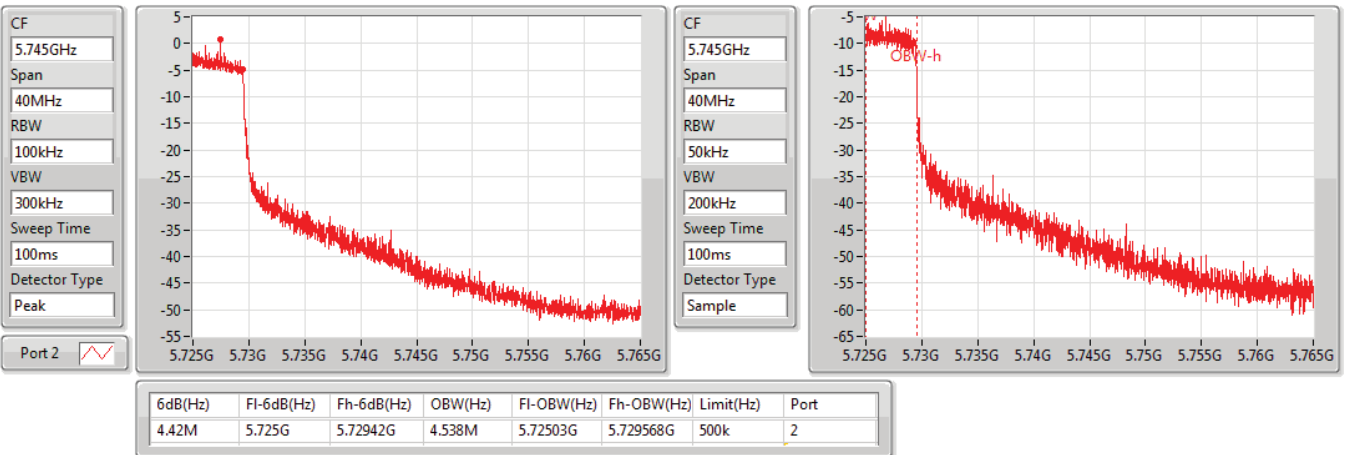 CF
5.745GHz
Span
40MHz
RBW
100kHz
VBW
300kHz
Sweep Time
100ms
Detector Type
Peak
Port 2
5-
0-
-5-
-10-
-15-
-20-
-25-
-30-
-35-
-40-
-45-
-50-
-55-
5.725G 5.73G 5.735G 5.74G 5.745G 5.75G 5.755G 5.76G 5.765G
CF
5.745GHz
Span
40MHz
RBW
50kHz
VBW
200kHz
Sweep Time
100ms
Detector Type
Sample
-5-
-10-
-15-
-20-
-25-
-30-
-35-
-40-
-45-
-50-
-55-
-60-
-65-
OBW-h
5.725G 5.73G 5.735G 5.74G 5.745G 5.75G 5.755G 5.76G 5.765G
6dB(Hz) Fl-6dB(Hz) Fh-6dB(Hz) OBW(Hz) Fl-OBW(Hz) Fh-OBW(Hz) Limit(Hz) Port
4.42M 5.725G 5.72942G 4.538M 5.72503G 5.729568G 500k 2